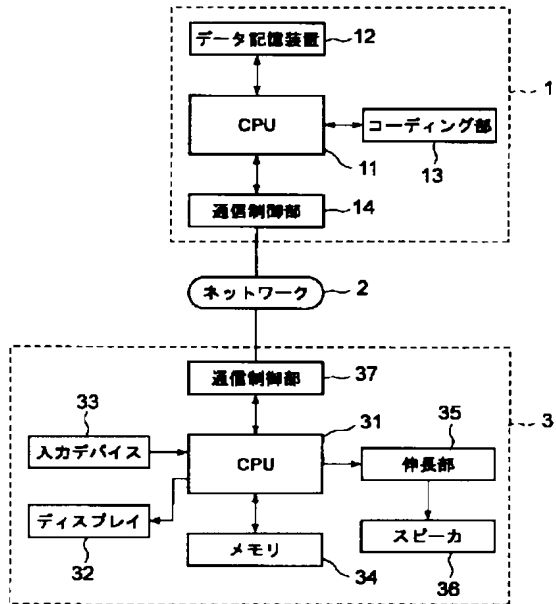 データ記憶装置
12
CPU
11
コーディング部
13
1
通信制御部
14
ネットワーク
2
通信制御部
37
33
入力デバイス
31
CPU
35
伸長部
3
ディスプレイ
32
メモリ
34
スピーカ
36